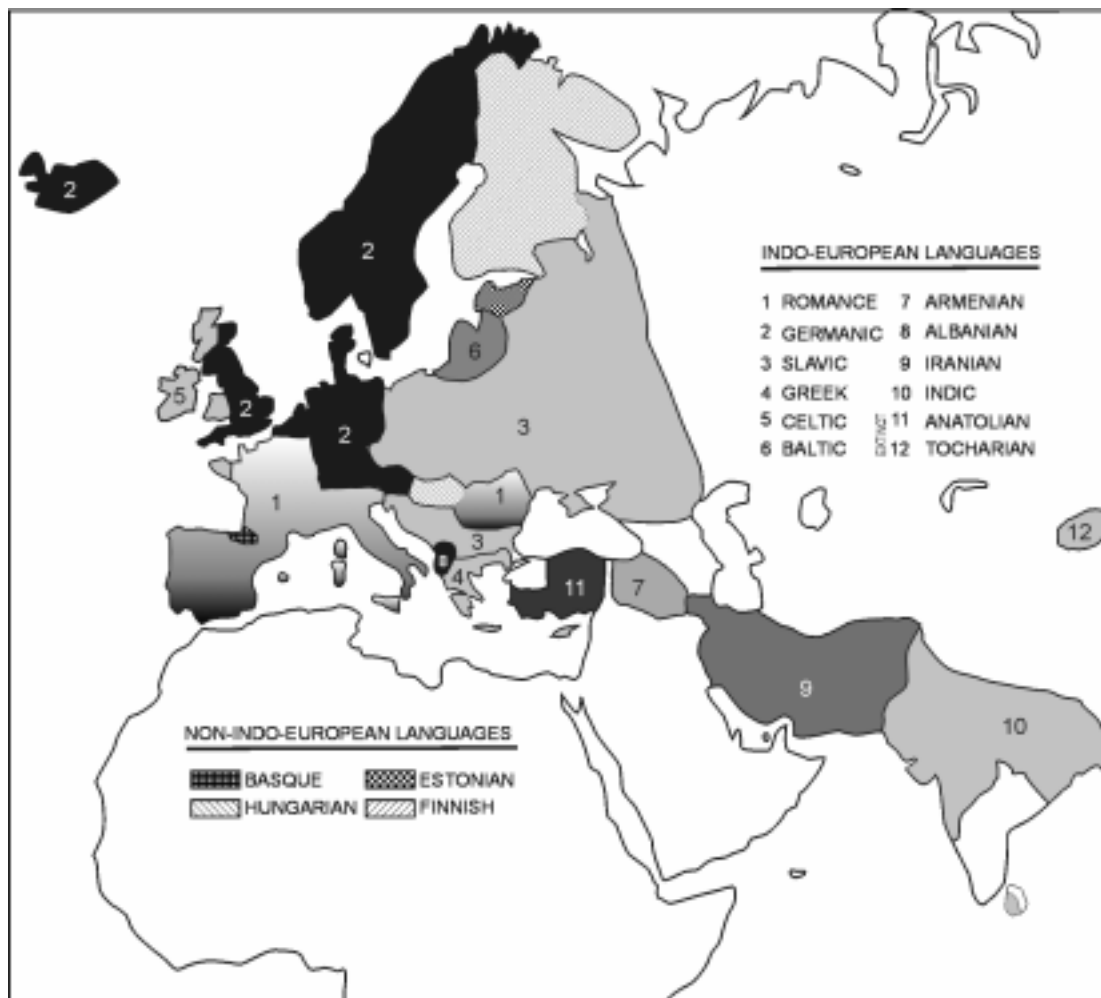 2
2
INDO-EUROPEAN LANGUAGES
1 ROMANCE 7 ARMENIAN
2 GERMANIC 8 ALBANIAN
3 SLAVIC 9 IRANIAN
4 GREEK 10 INDIC
5 CELTIC EXTINCT 11 ANATOLIAN
6 BALTIC 12 TOCHARIAN
6
5
2
2
3
1
1
12
3
8
4
11
7
9
10
NON-INDO-EUROPEAN LANGUAGES
BASQUE ESTONIAN
HUNGARIAN FINNISH